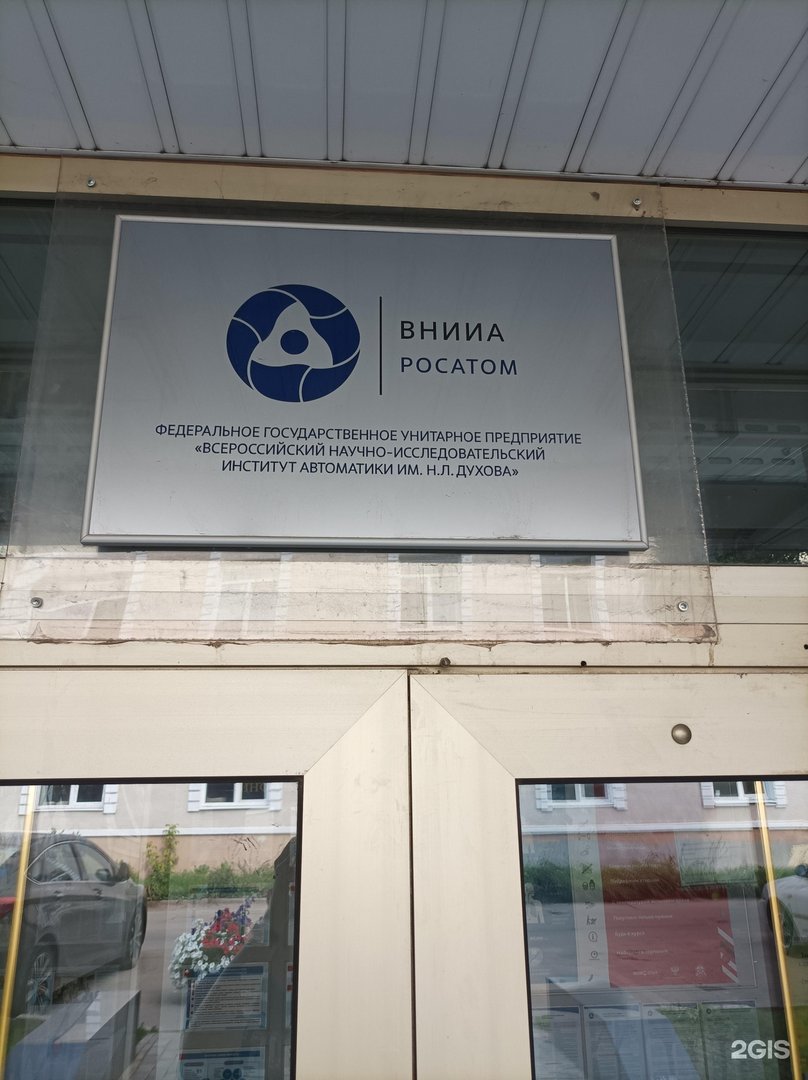 ВНИИА
РОСАТОМ
ФЕДЕРАЛЬНОЕ ГОСУДАРСТВЕННОЕ УНИТАРНОЕ ПРЕДПРИЯТИЕ
«ВСЕРОССИЙСКИЙ НАУЧНО-ИССЛЕДОВАТЕЛЬСКИЙ
ИНСТИТУТ АВТОМАТИКИ ИМ. Н.Л. ДУХОВА»
2GIS